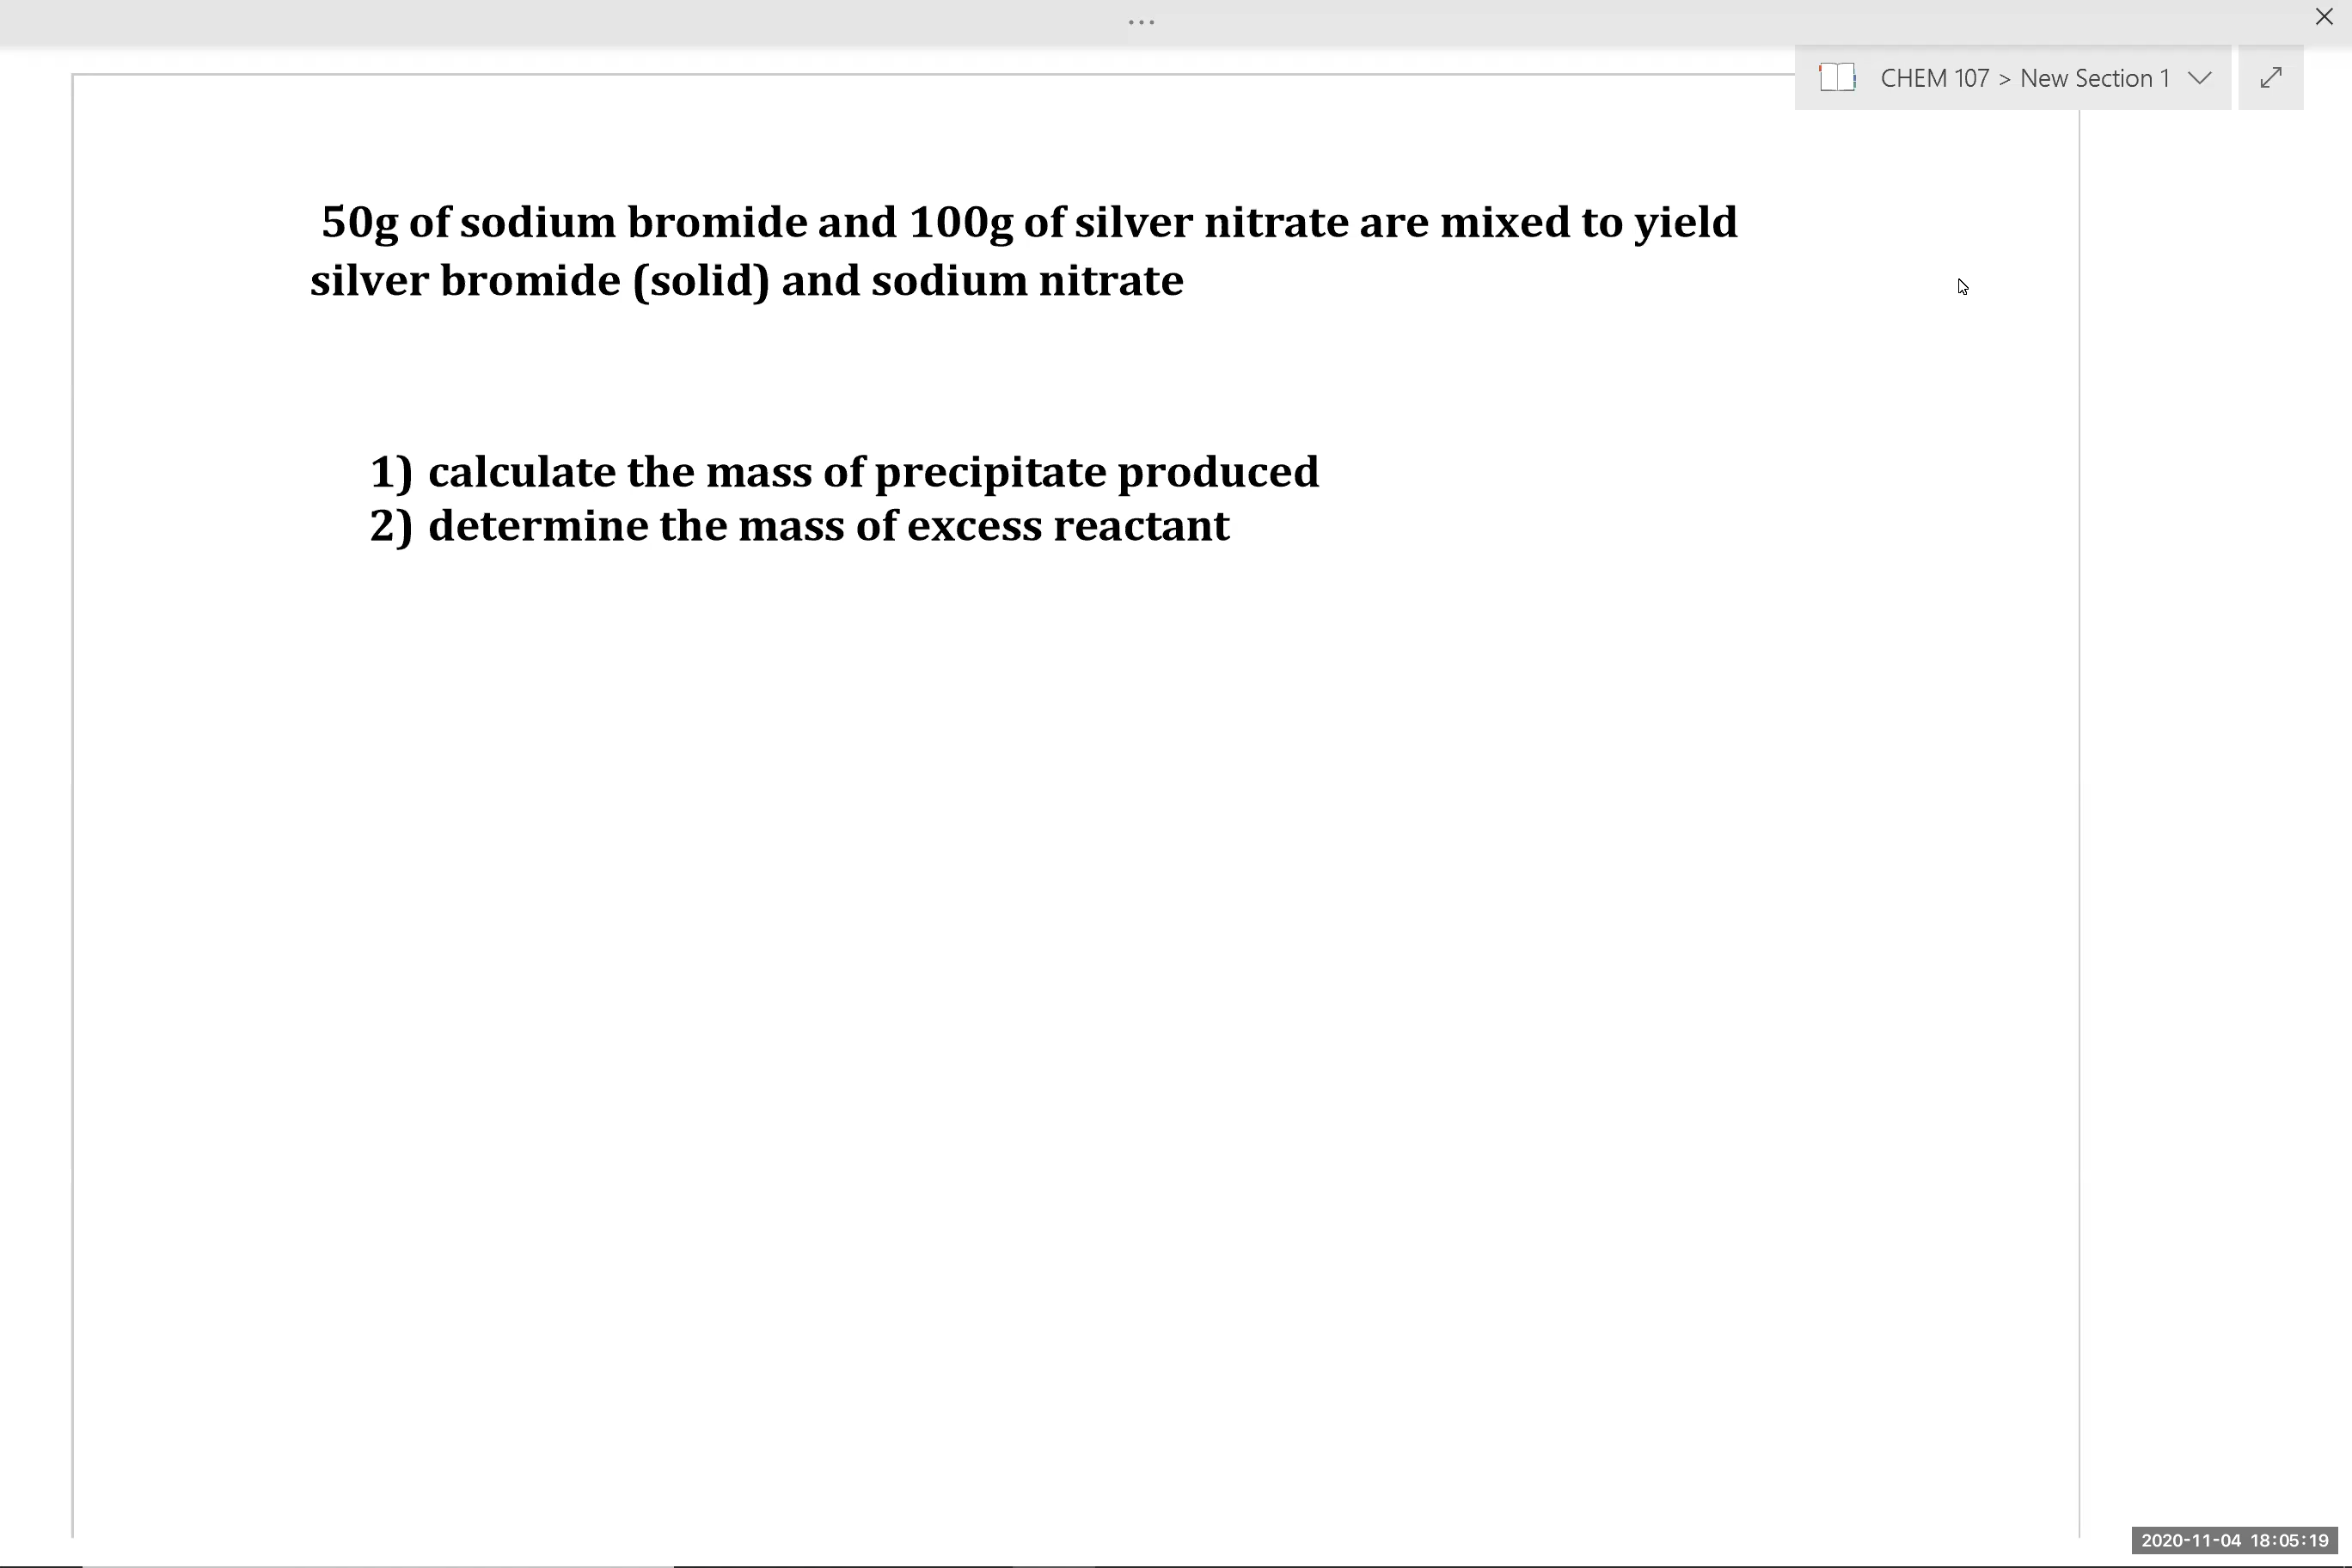 ...
CHEM 107 > New Section 1
50g of sodium bromide and 100g of silver nitrate are mixed to yield
silver bromide (solid) and sodium nitrate
1) calculate the mass of precipitate produced
2) determine the mass of excess reactant
2020-11-04 18:05:19